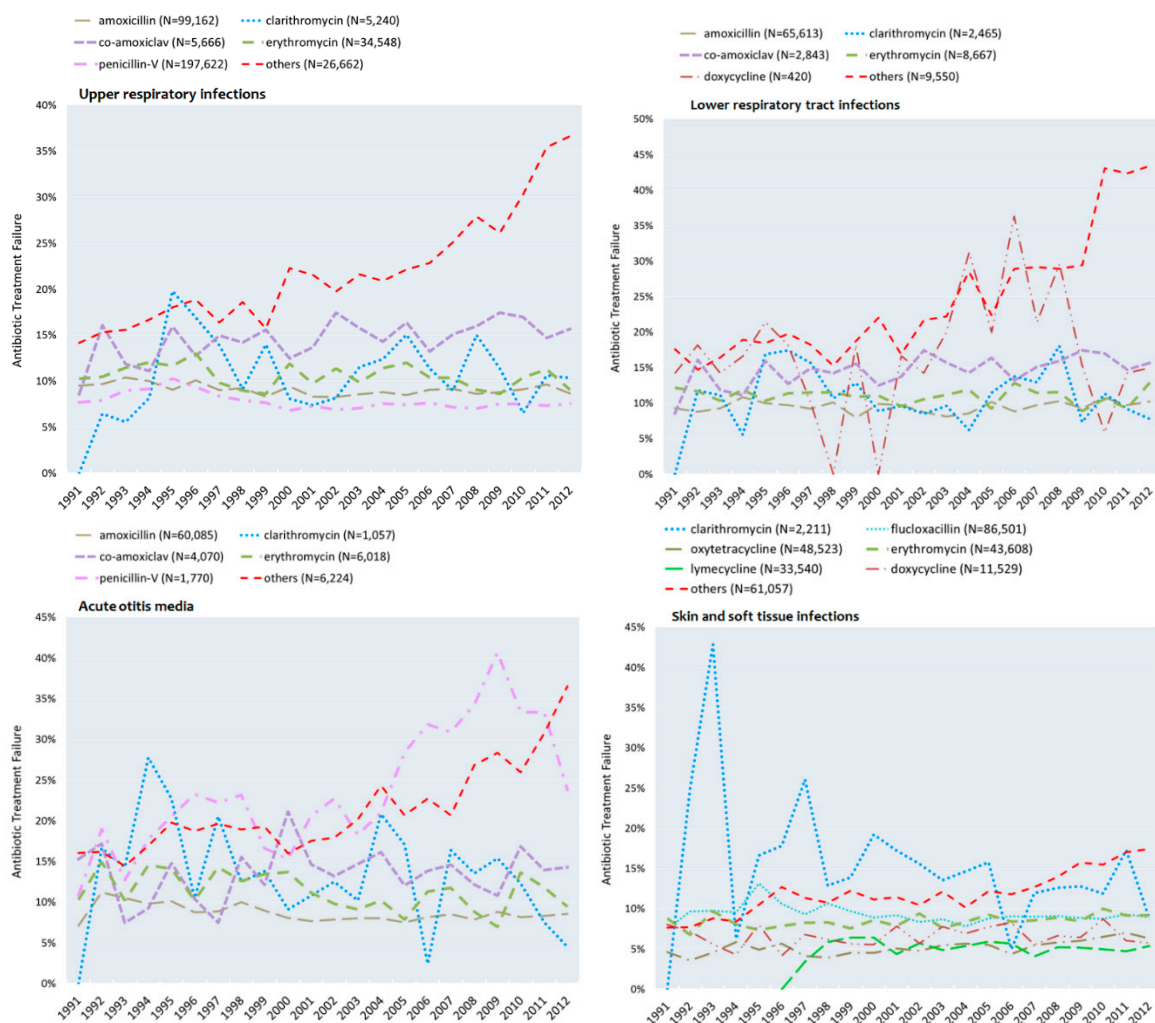 amoxicillin (N=99,162) clarithromycin (N=5,240)
co-amoxiclav (N=5,666) erythromycin (N=34,548)
penicillin-V (N=197,622) others (N=26,662)
Upper respiratory infections
40%
35%
30%
25%
20%
15%
10%
5%
0%
Antibiotic Treatment Failure
1991 1992 1993 1994 1995 1996 1997 1998 1999 2000 2001 2002 2003 2004 2005 2006 2007 2008 2009 2010 2011 2012
amoxicillin (N=65,613) clarithromycin (N=2,465)
co-amoxiclav (N=2,843) erythromycin (N=8,667)
doxycycline (N=420) others (N=9,550)
Lower respiratory tract infections
50%
45%
40%
35%
30%
25%
20%
15%
10%
5%
0%
Antibiotic Treatment Failure
1991 1992 1993 1994 1995 1996 1997 1998 1999 2000 2001 2002 2003 2004 2005 2006 2007 2008 2009 2010 2011 2012
amoxicillin (N=60,085) clarithromycin (N=1,057)
co-amoxiclav (N=4,070) erythromycin (N=6,018)
penicillin-V (N=1,770) others (N=6,224)
Acute otitis media
45%
40%
35%
30%
25%
20%
15%
10%
5%
0%
Antibiotic Treatment Failure
1991 1992 1993 1994 1995 1996 1997 1998 1999 2000 2001 2002 2003 2004 2005 2006 2007 2008 2009 2010 2011 2012
clarithromycin (N=2,211) flucloxacillin (N=86,501)
oxytetracycline (N=48,523) erythromycin (N=43,608)
lymecycline (N=33,540) doxycycline (N=11,529)
others (N=61,057)
Skin and soft tissue infections
45%
40%
35%
30%
25%
20%
15%
10%
5%
0%
Antibiotic Treatment Failure
1991 1992 1993 1994 1995 1996 1997 1998 1999 2000 2001 2002 2003 2004 2005 2006 2007 2008 2009 2010 2011 2012